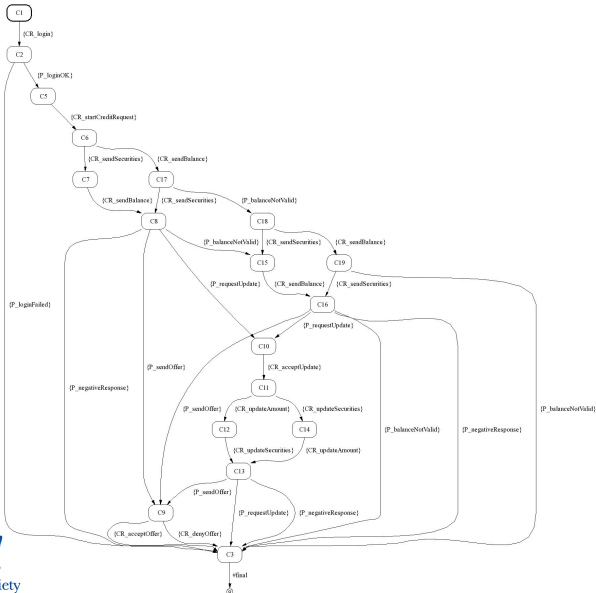 C1
{CR_login}
C2
{P_loginOK}
C5
{CR_startCreditRequest}
C6
{CR_sendSecurities}
{CR_sendBalance}
C7
C17
{CR_sendBalance}
{CR_sendSecurities}
{P_balanceNotValid}
C8
C18
{P_balanceNotValid}
{CR_sendSecurities}
{CR_sendBalance}
C15
C19
{P_requestUpdate}
{CR_sendBalance}
{CR_sendSecurities}
{P_loginFailed}
C16
{P_requestUpdate}
C10
{P_sendOffer}
{CR_acceptUpdate}
{P_negativeResponse}
C11
{P_sendOffer}
{CR_updateAmount}
{CR_updateSecurities}
{P_balanceNotValid}
C12
C14
{P_balanceNotValid}
{P_negativeResponse}
{CR_updateSecurities}
{CR_updateAmount}
C13
{P_sendOffer}
C9
{P_requestUpdate}
{P_negativeResponse}
{CR_acceptOffer}
{CR_denyOffer}
C3
#final
iety